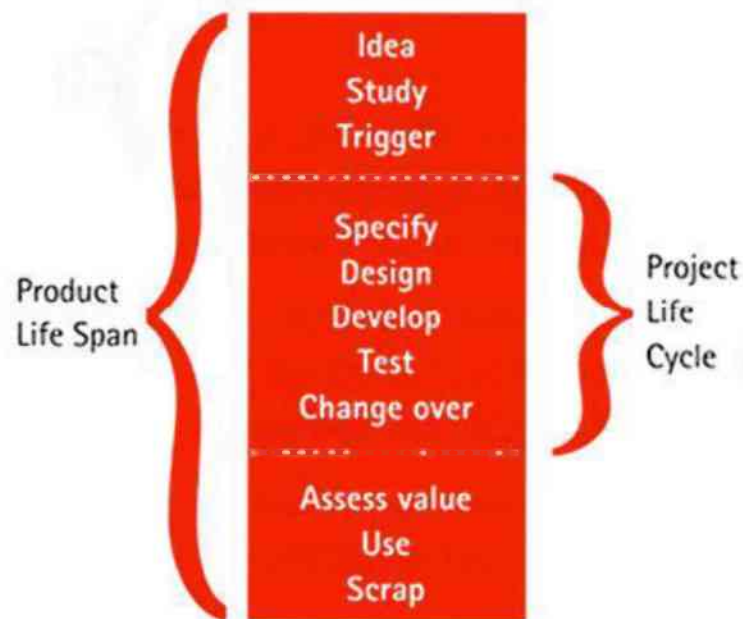 Idea
Study
Trigger
Specify
Design
Develop
Test
Change over
Assess value
Use
Scrap
Product
Life Span
Project
Life
Cycle